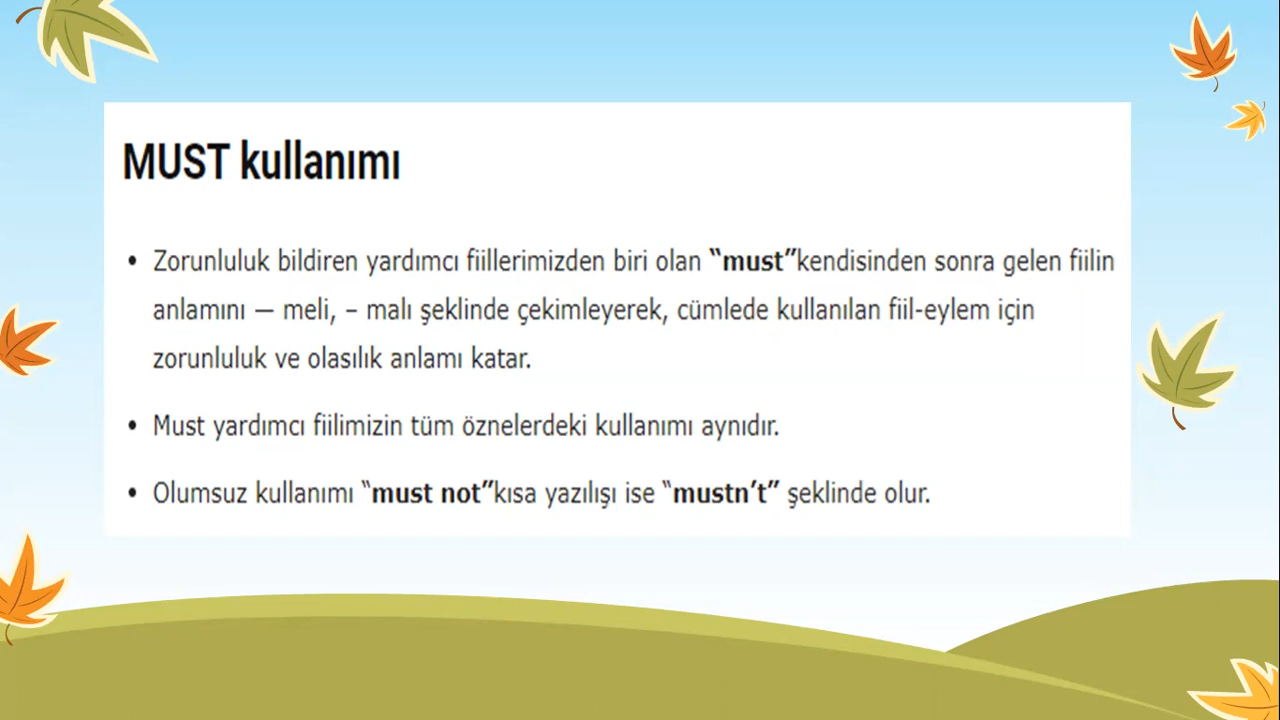 MUST kullanımı
• Zorunluluk bildiren yardımcı fiillerimizden biri olan “must”kendisinden sonra gelen fiilin
anlamını — meli, – malı şeklinde çekimleyerek, cümlede kullanılan fiil-eylem için
zorunluluk ve olasılık anlamı katar.
• Must yardımcı fiilimizin tüm öznelerdeki kullanımı aynıdır.
• Olumsuz kullanımı “must not”kısa yazılışı ise “mustn’t” şeklinde olur.